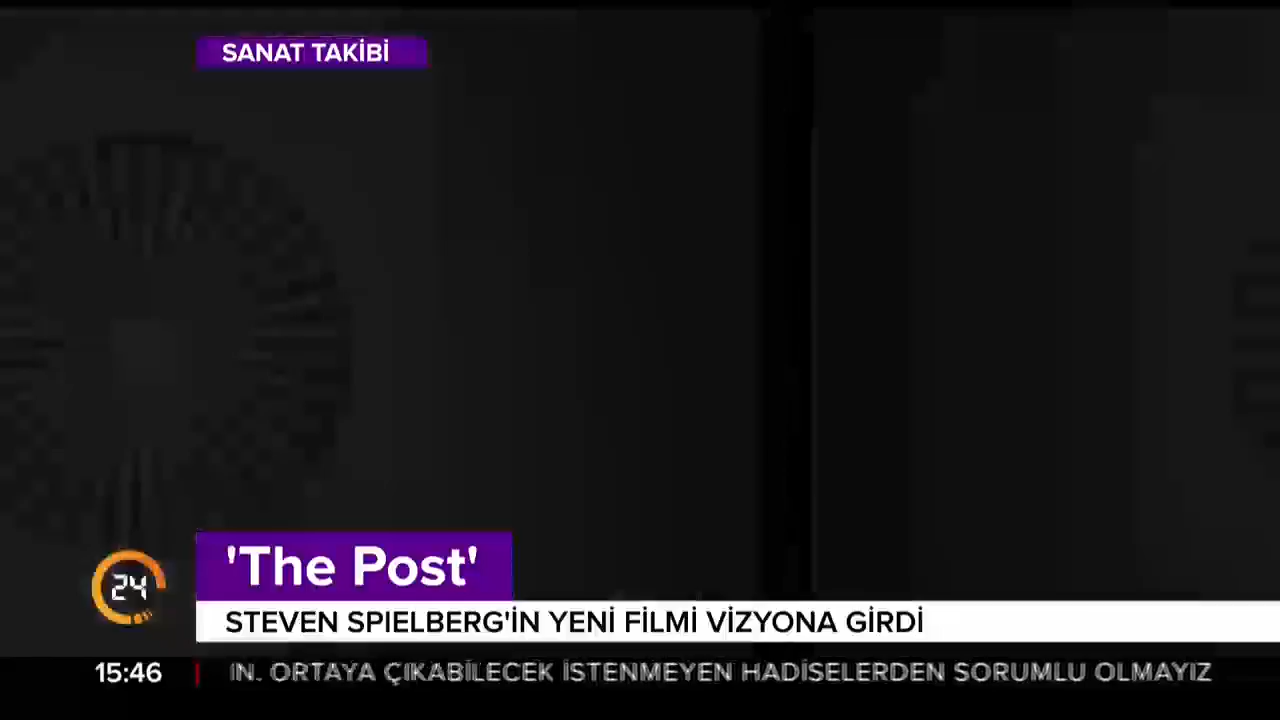 SANAT TAKİBİ
'The Post'
24
STEVEN SPIELBERG'İN YENİ FİLMİ VİZYONA GİRDİ
15:46
IN. ORTAYA ÇIKABİLECEK İSTENMEYEN HADİSELERDEN SORUMLU OLMAYIZ